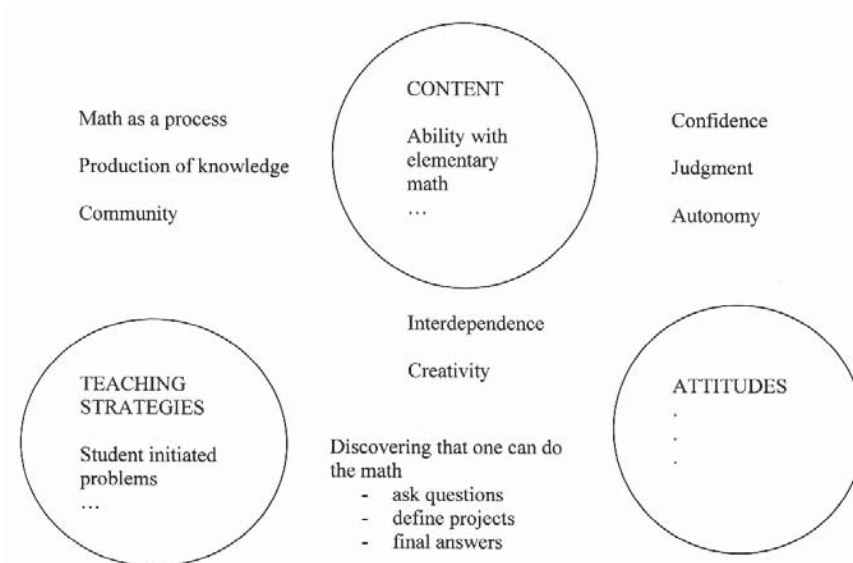 CONTENT
Ability with
elementary
math
...
Math as a process
Production of knowledge
Community
Confidence
Judgment
Autonomy
Interdependence
Creativity
TEACHING
STRATEGIES
Student initiated
problems
...
Discovering that one can do
the math
- ask questions
- define projects
- final answers
ATTITUDES
.
.
.